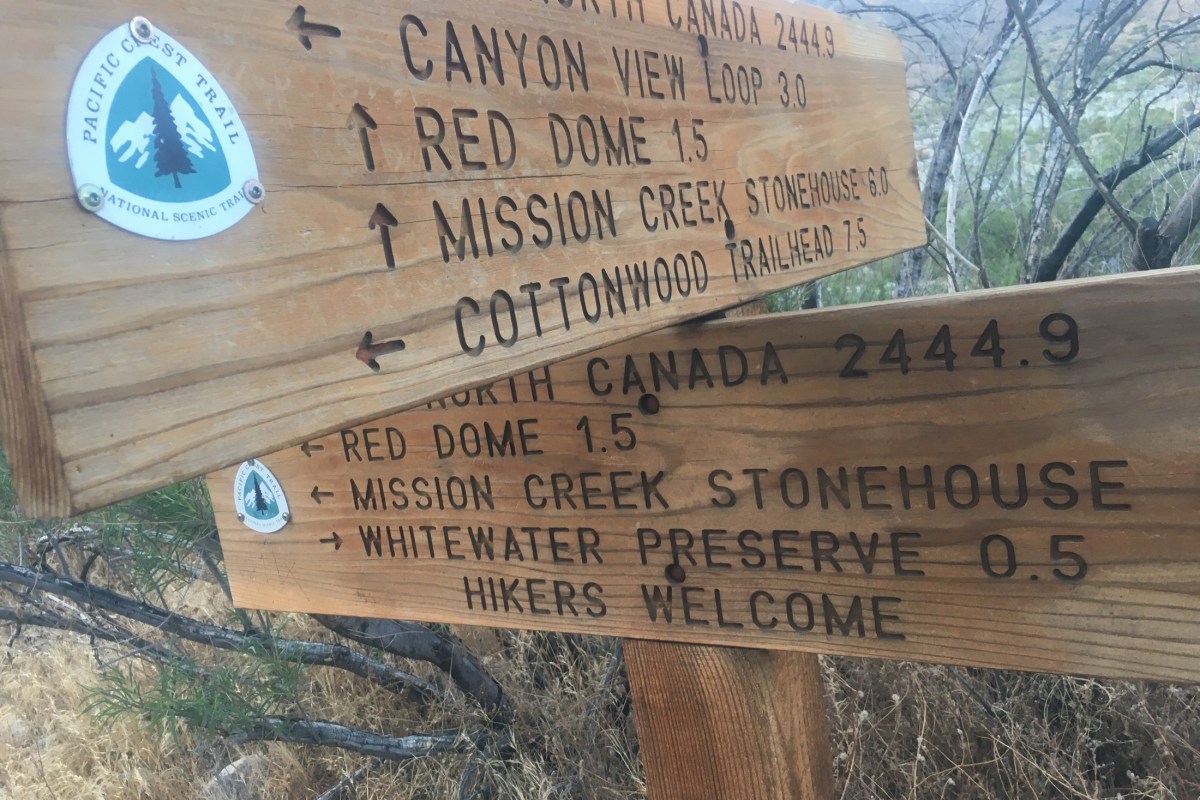 NORTH CANADA 2444.9
CANYON VIEW LOOP 3.0
RED DOME 1.5
MISSION CREEK STONEHOUSE 6.0
COTTONWOOD TRAILHEAD 7.5
PACIFIC CREST TRAIL
NATIONAL SCENIC TRAIL
NORTH CANADA 2444.9
RED DOME 1.5
MISSION CREEK STONEHOUSE
WHITEWATER PRESERVE 0.5
HIKERS WELCOME